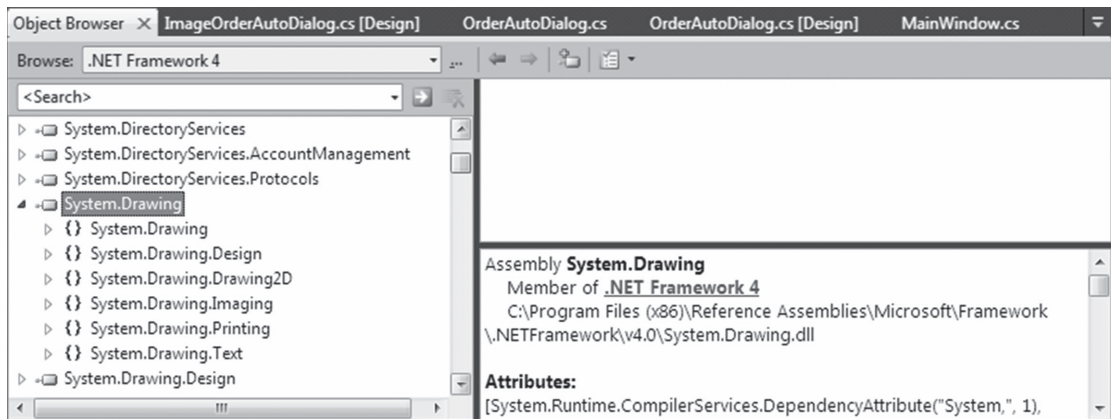 Object Browser ImageOrderAutoDialog.cs [Design] OrderAutoDialog.cs OrderAutoDialog.cs [Design] MainWindow.cs
Browse: .NET Framework 4 ...
<Search>
System.DirectoryServices
System.DirectoryServices.AccountManagement
System.DirectoryServices.Protocols
System.Drawing
{} System.Drawing
{} System.Drawing.Design
{} System.Drawing.Drawing2D
{} System.Drawing.Imaging
{} System.Drawing.Printing
{} System.Drawing.Text
System.Drawing.Design
Assembly System.Drawing
Member of .NET Framework 4
C:\Program Files (x86)\Reference Assemblies\Microsoft\Framework
\.NETFramework\v4.0\System.Drawing.dll
Attributes:
[System.Runtime.CompilerServices.DependencyAttribute("System,", 1),